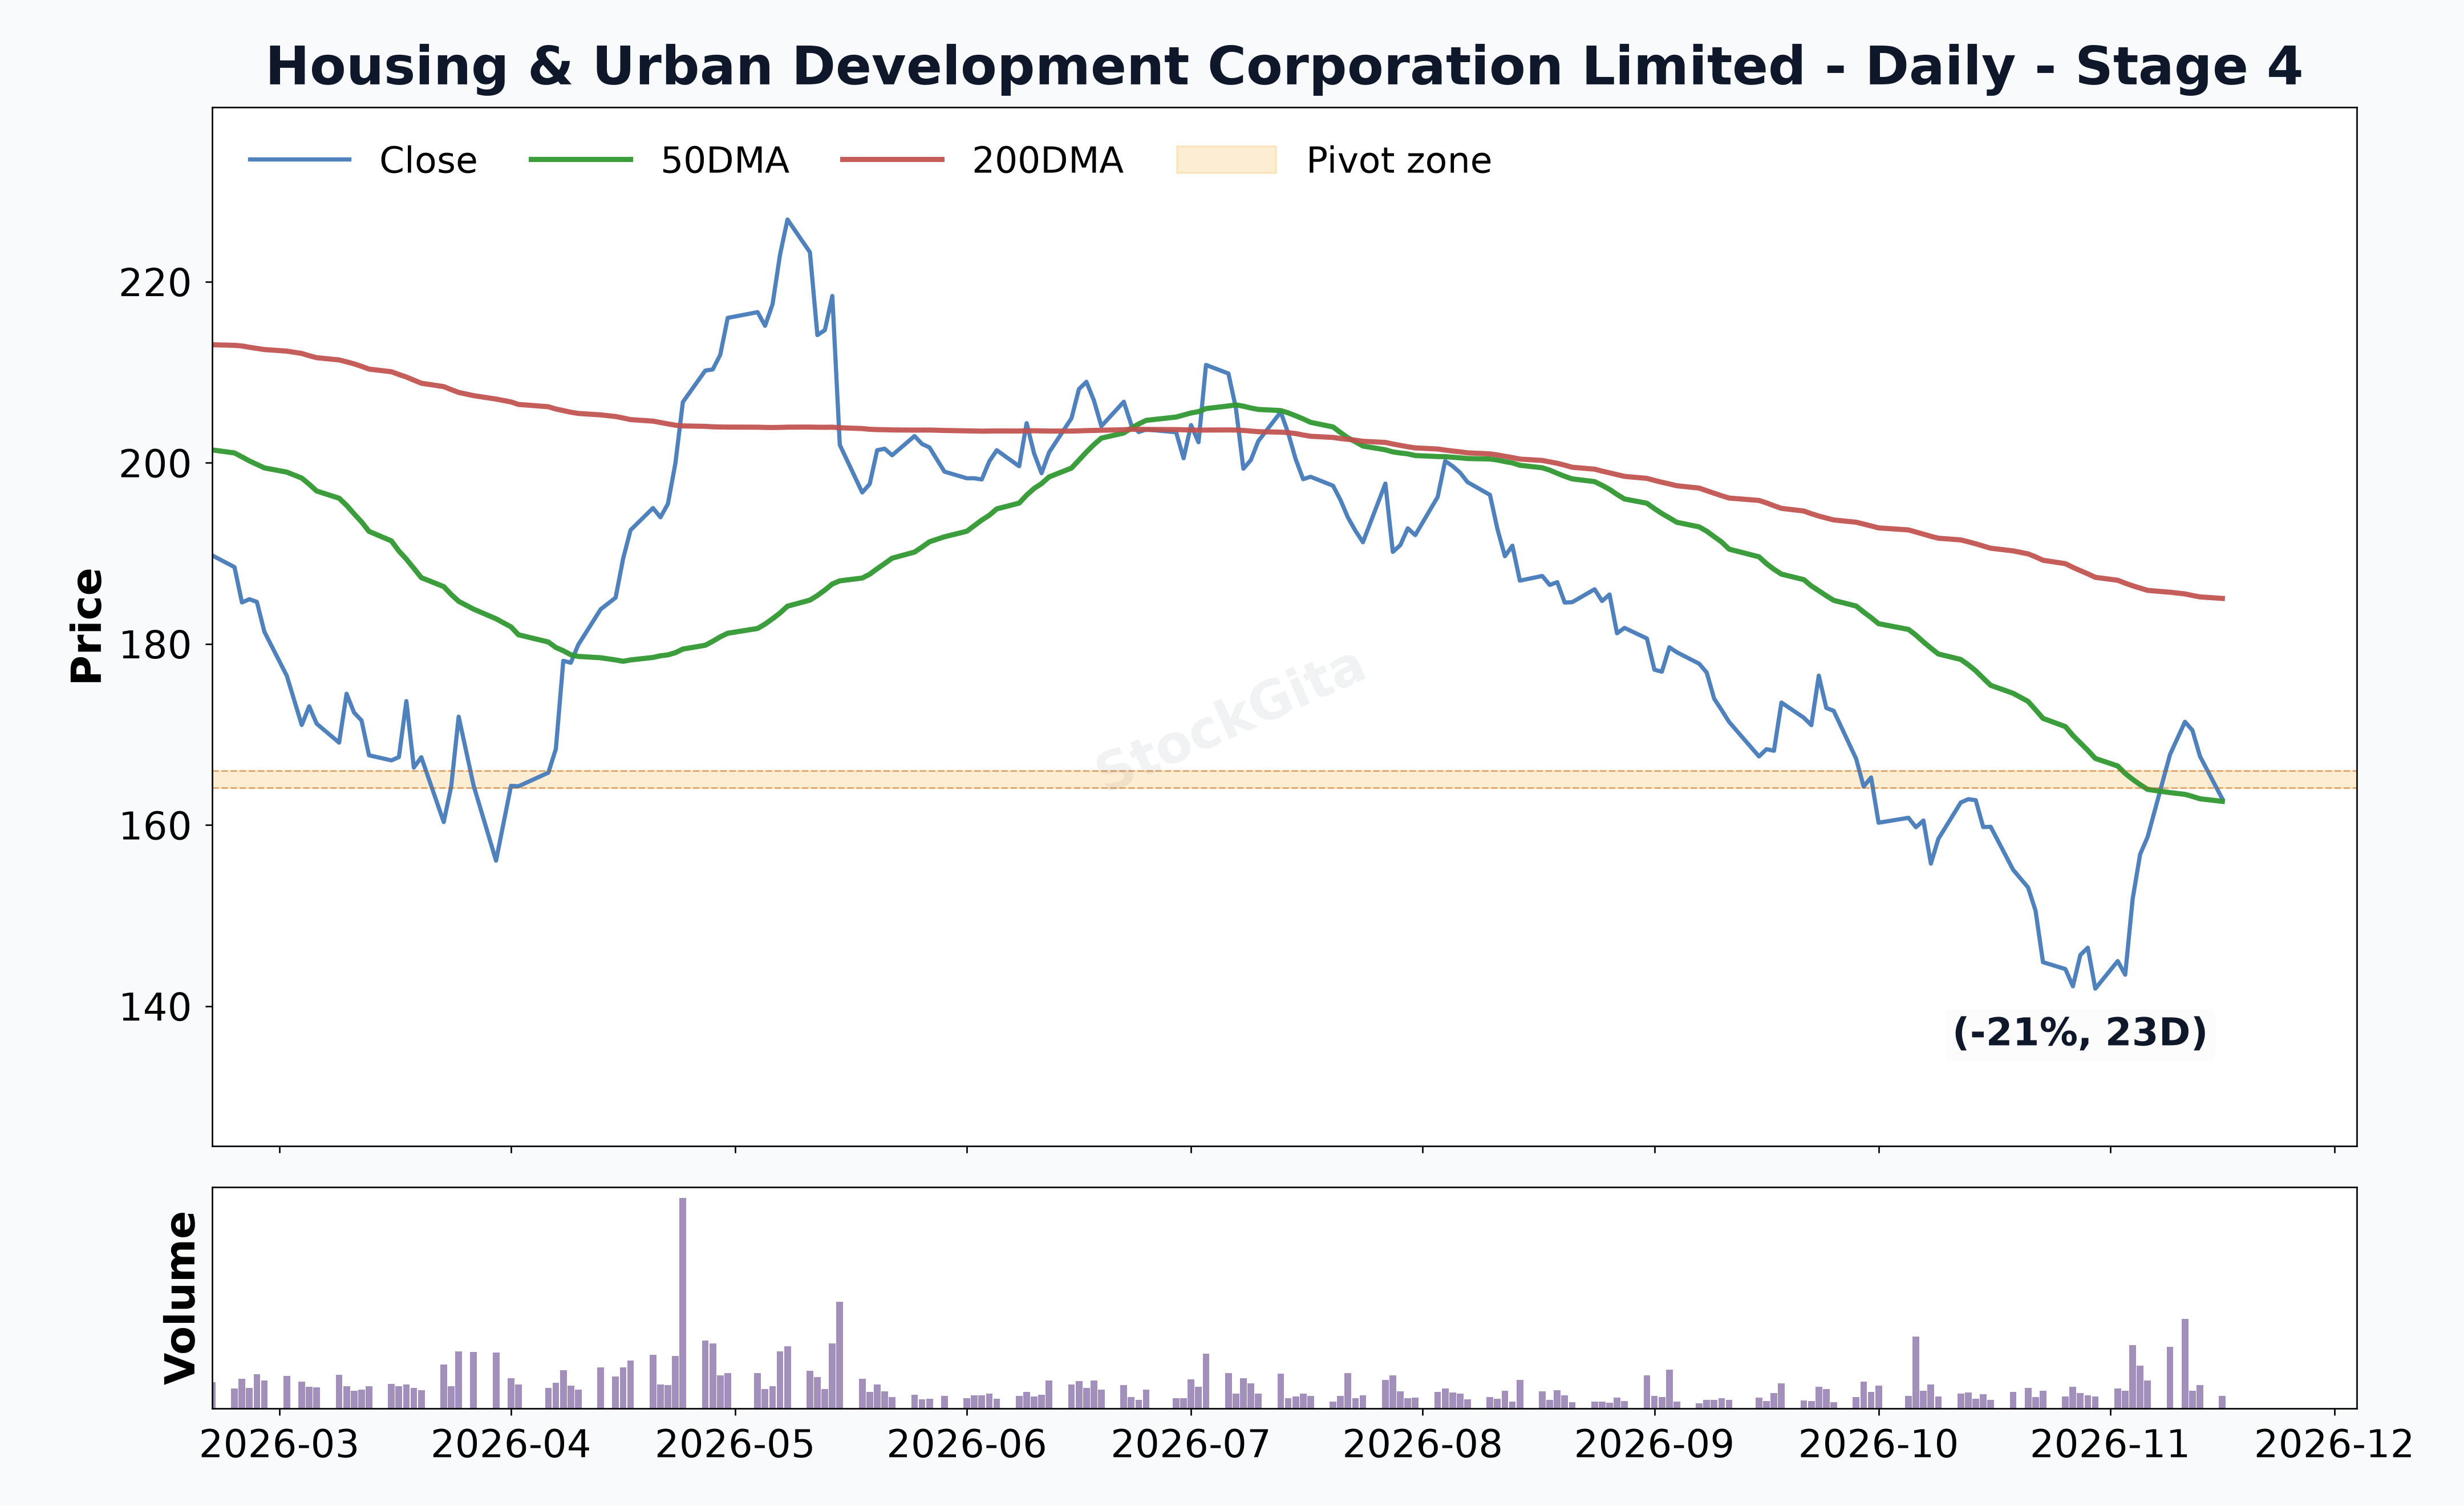 Housing & Urban Development Corporation Limited - Daily - Stage 4
Close 50DMA 200DMA Pivot zone
220
200
180
160
140
Price
StockGita
(-21%, 23D)
Volume
2026-03 2026-04 2026-05 2026-06 2026-07 2026-08 2026-09 2026-10 2026-11 2026-12